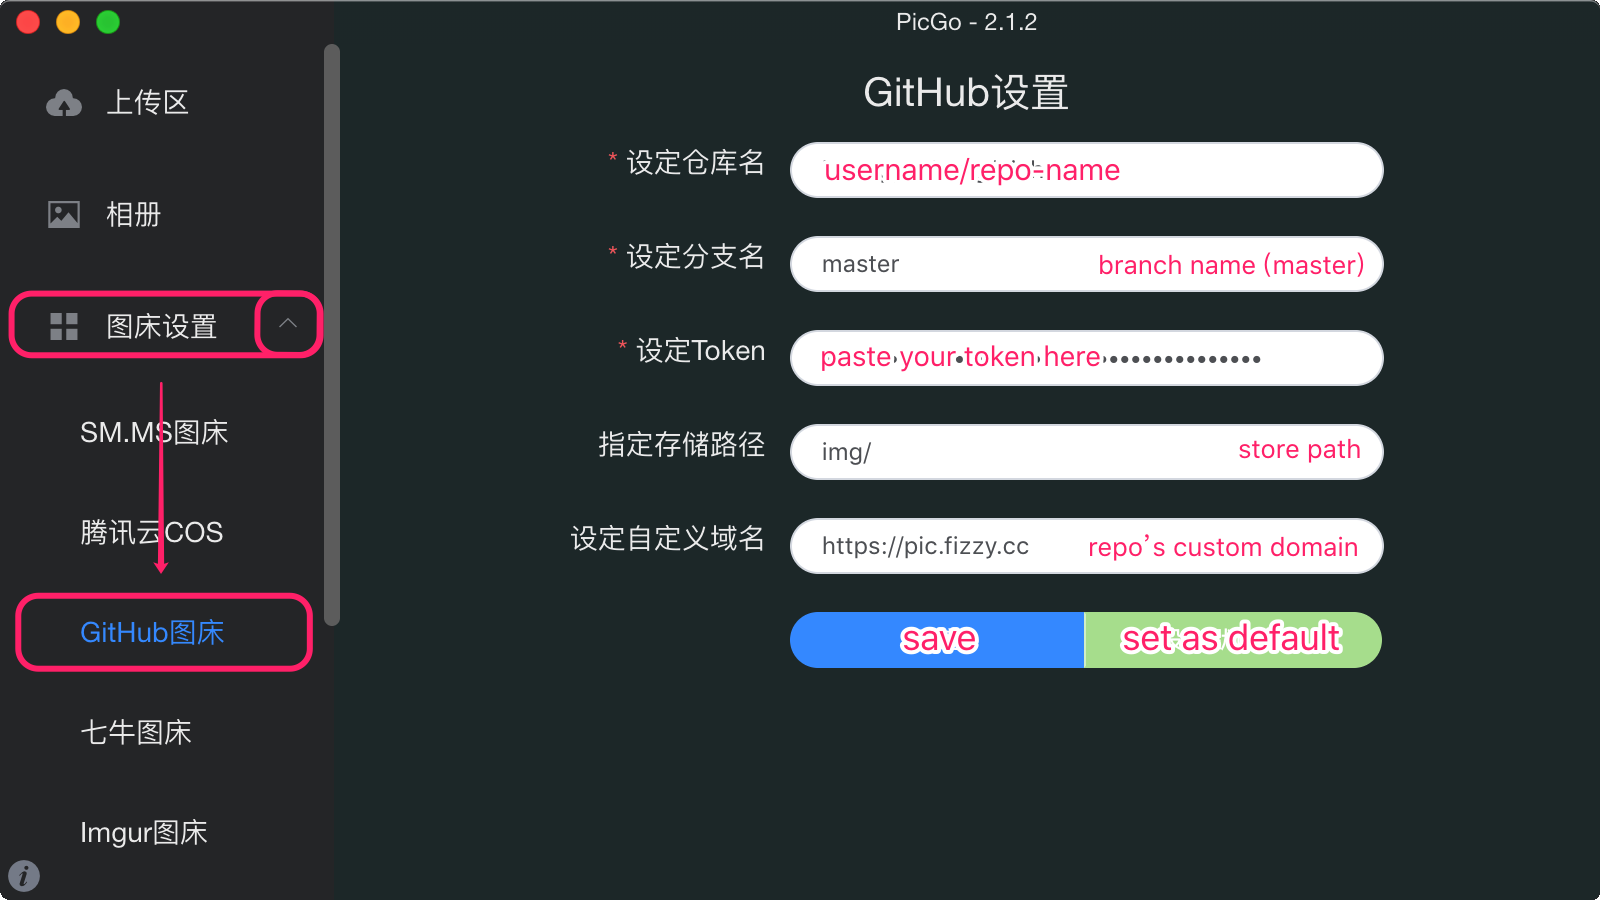 PicGo - 2.1.2
上传区
相册
图床设置
SM.MS图床
腾讯云COS
GitHub图床
七牛图床
Imgur图床
GitHub设置
* 设定仓库名
username/repo-name
* 设定分支名
master
branch name (master)
* 设定Token
paste your token here
指定存储路径
img/
store path
设定自定义域名
https://pic.fizzy.cc
repo's custom domain
save
set as default